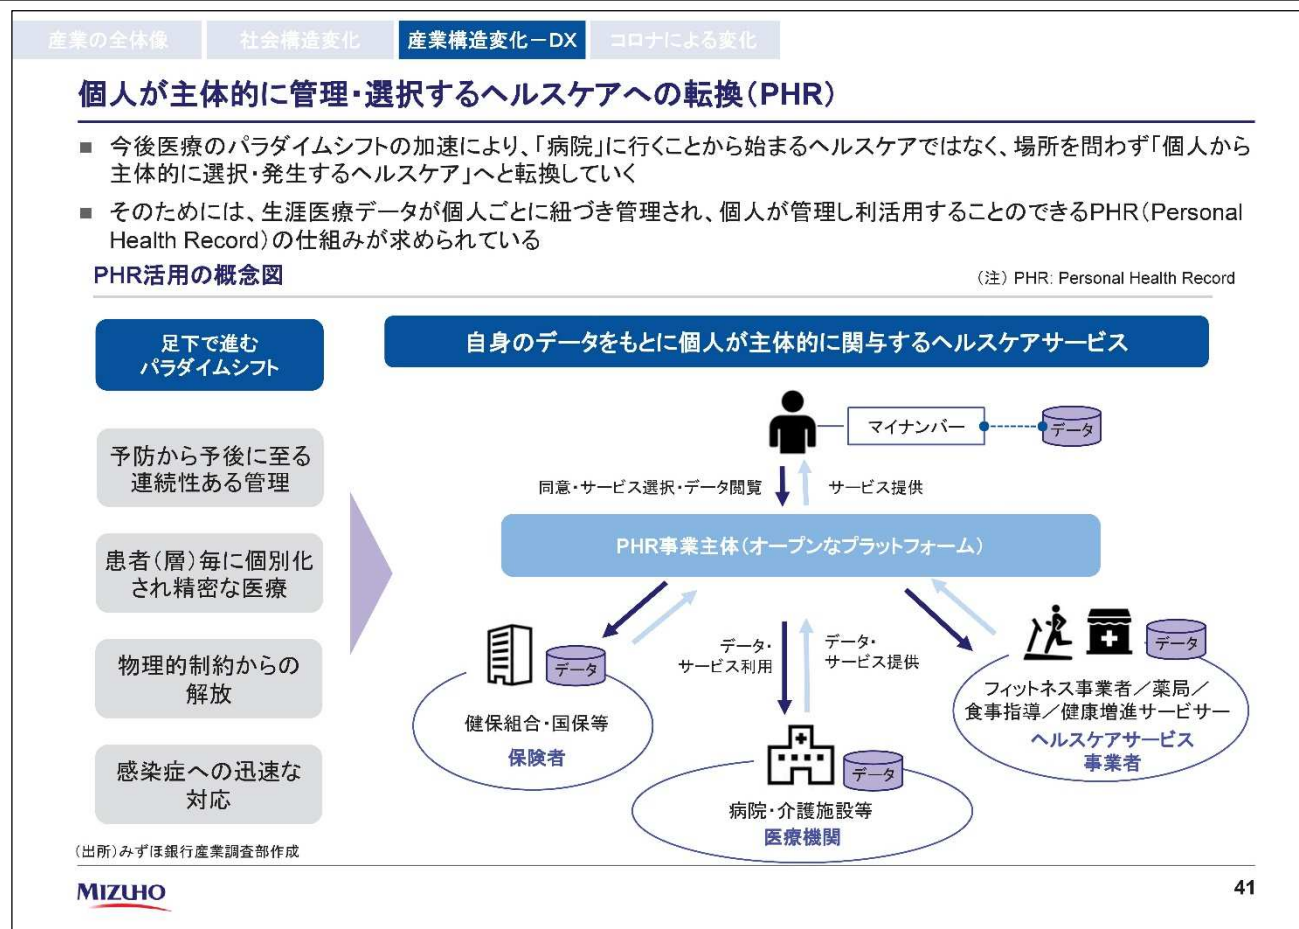 産業の全体像
社会構造変化
産業構造変化－DX
コロナによる変化
個人が主体的に管理・選択するヘルスケアへの転換（PHR）
■ 今後医療のパラダイムシフトの加速により、「病院」に行くことから始まるヘルスケアではなく、場所を問わず「個人から
主体的に選択・発生するヘルスケア」へと転換していく
■ そのためには、生涯医療データが個人ごとに紐づき管理され、個人が管理し利活用することのできるPHR（Personal
Health Record）の仕組みが求められている
PHR活用の概念図
（注） PHR: Personal Health Record
足下で進む
パラダイムシフト
予防から予後に至る
連続性ある管理
患者（層）毎に個別化
され精密な医療
物理的制約からの
解放
感染症への迅速な
対応
自身のデータをもとに個人が主体的に関与するヘルスケアサービス
マイナンバー
データ
同意・サービス選択・データ閲覧
サービス提供
PHR事業主体（オープンなプラットフォーム）
データ・
サービス利用
データ・
サービス提供
データ
健保組合・国保等
保険者
データ
病院・介護施設等
医療機関
データ
フィットネス事業者／薬局／
食事指導／健康増進サービサー
ヘルスケアサービス
事業者
（出所）みずほ銀行産業調査部作成
MIZUHO
41